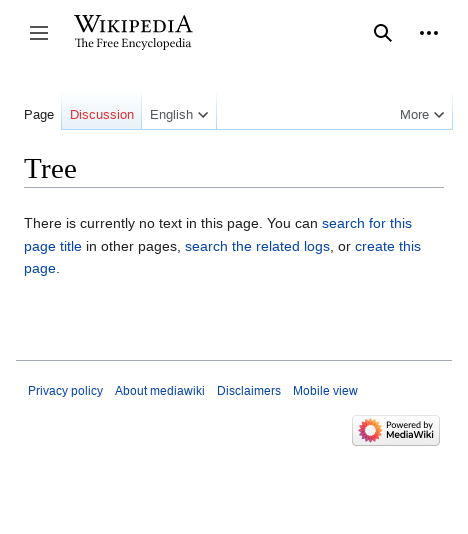 WIKIPEDIA
The Free Encyclopedia
Page Discussion English More
Tree
There is currently no text in this page. You can search for this
page title in other pages, search the related logs, or create this
page.
Privacy policy About mediawiki Disclaimers Mobile view
Powered by
MediaWiki